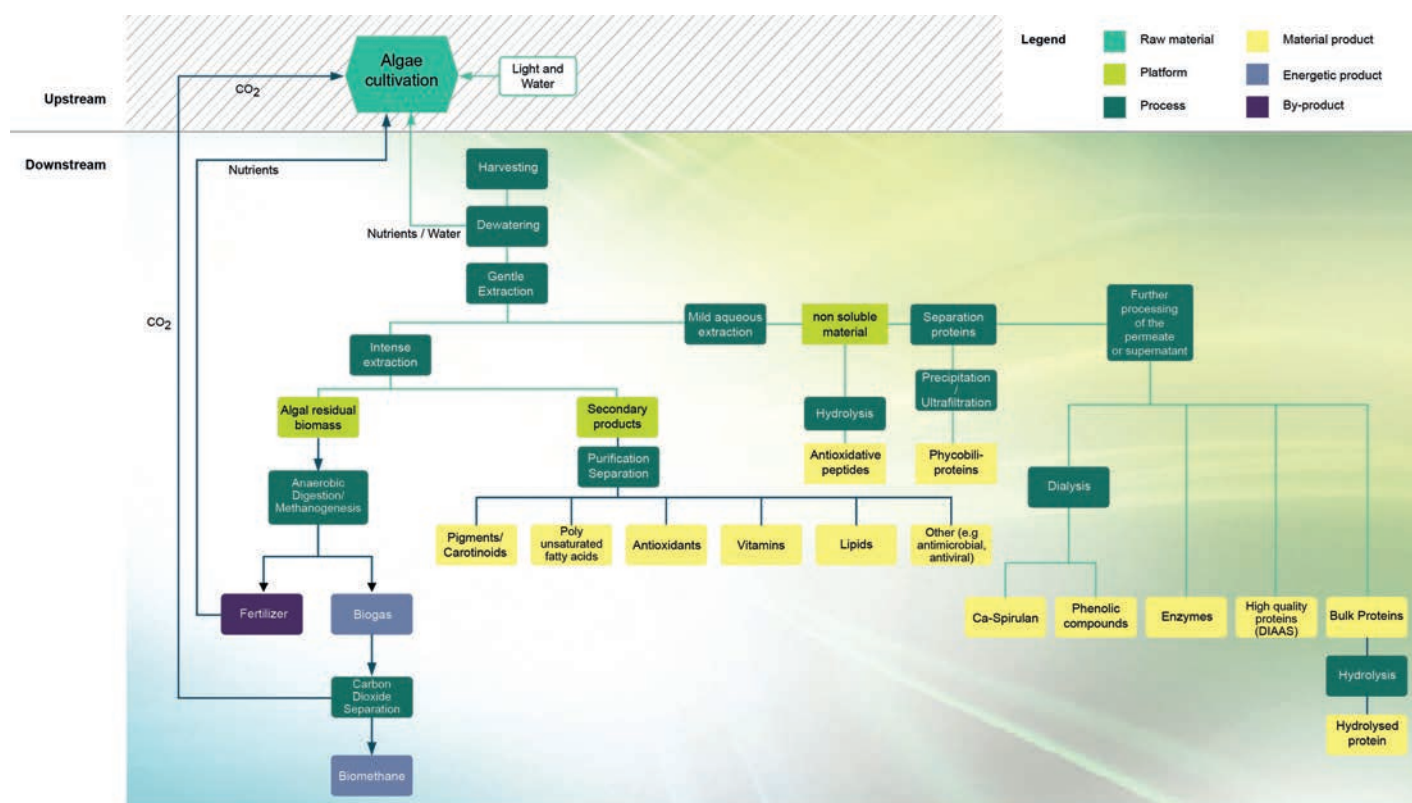 Legend
Raw material
Material product
Platform
Energetic product
Process
By-product
Upstream
Algae
cultivation
Light and
Water
CO2
Downstream
Nutrients
Harvesting
Dewatering
Nutrients / Water
Gentle
Extraction
CO2
Intense
extraction
Mild aqueous
extraction
non soluble
material
Separation
proteins
Further
processing
of the
permeate
or supernatant
Precipitation
/
Ultrafiltration
Hydrolysis
Algal residual
biomass
Secondary
products
Antioxidative
peptides
Phycobili-
proteins
Purification
Separation
Anaerobic
Digestion/
Methanogenesis
Dialysis
Pigments/
Carotinoids
Poly
unsaturated
fatty acids
Antioxidants
Vitamins
Lipids
Other (e.g
antimicrobial,
antiviral)
Fertilizer
Biogas
Ca-Spirulan
Phenolic
compounds
Enzymes
High quality
proteins
(DIAAS)
Bulk Proteins
Carbon
Dioxide
Separation
Hydrolysis
Hydrolysed
protein
Biomethane